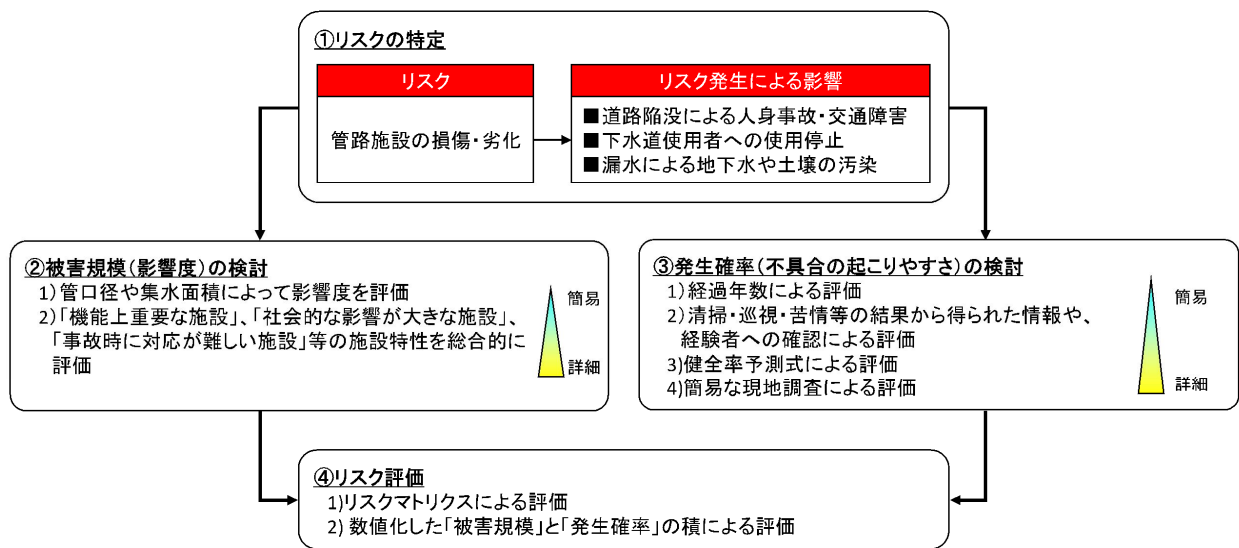 ①リスクの特定
リスク
管路施設の損傷・劣化
リスク発生による影響
■道路陥没による人身事故・交通障害
■下水道使用者への使用停止
■漏水による地下水や土壌の汚染
②被害規模(影響度)の検討
1)管口径や集水面積によって影響度を評価
2)「機能上重要な施設」、「社会的な影響が大きな施設」、
「事故時に対応が難しい施設」等の施設特性を総合的に
評価
簡易
詳細
③発生確率(不具合の起こりやすさ)の検討
1)経過年数による評価
2)清掃・巡視・苦情等の結果から得られた情報や、
経験者への確認による評価
3)健全率予測式による評価
4)簡易な現地調査による評価
簡易
詳細
④リスク評価
1)リスクマトリクスによる評価
2) 数値化した「被害規模」と「発生確率」の積による評価